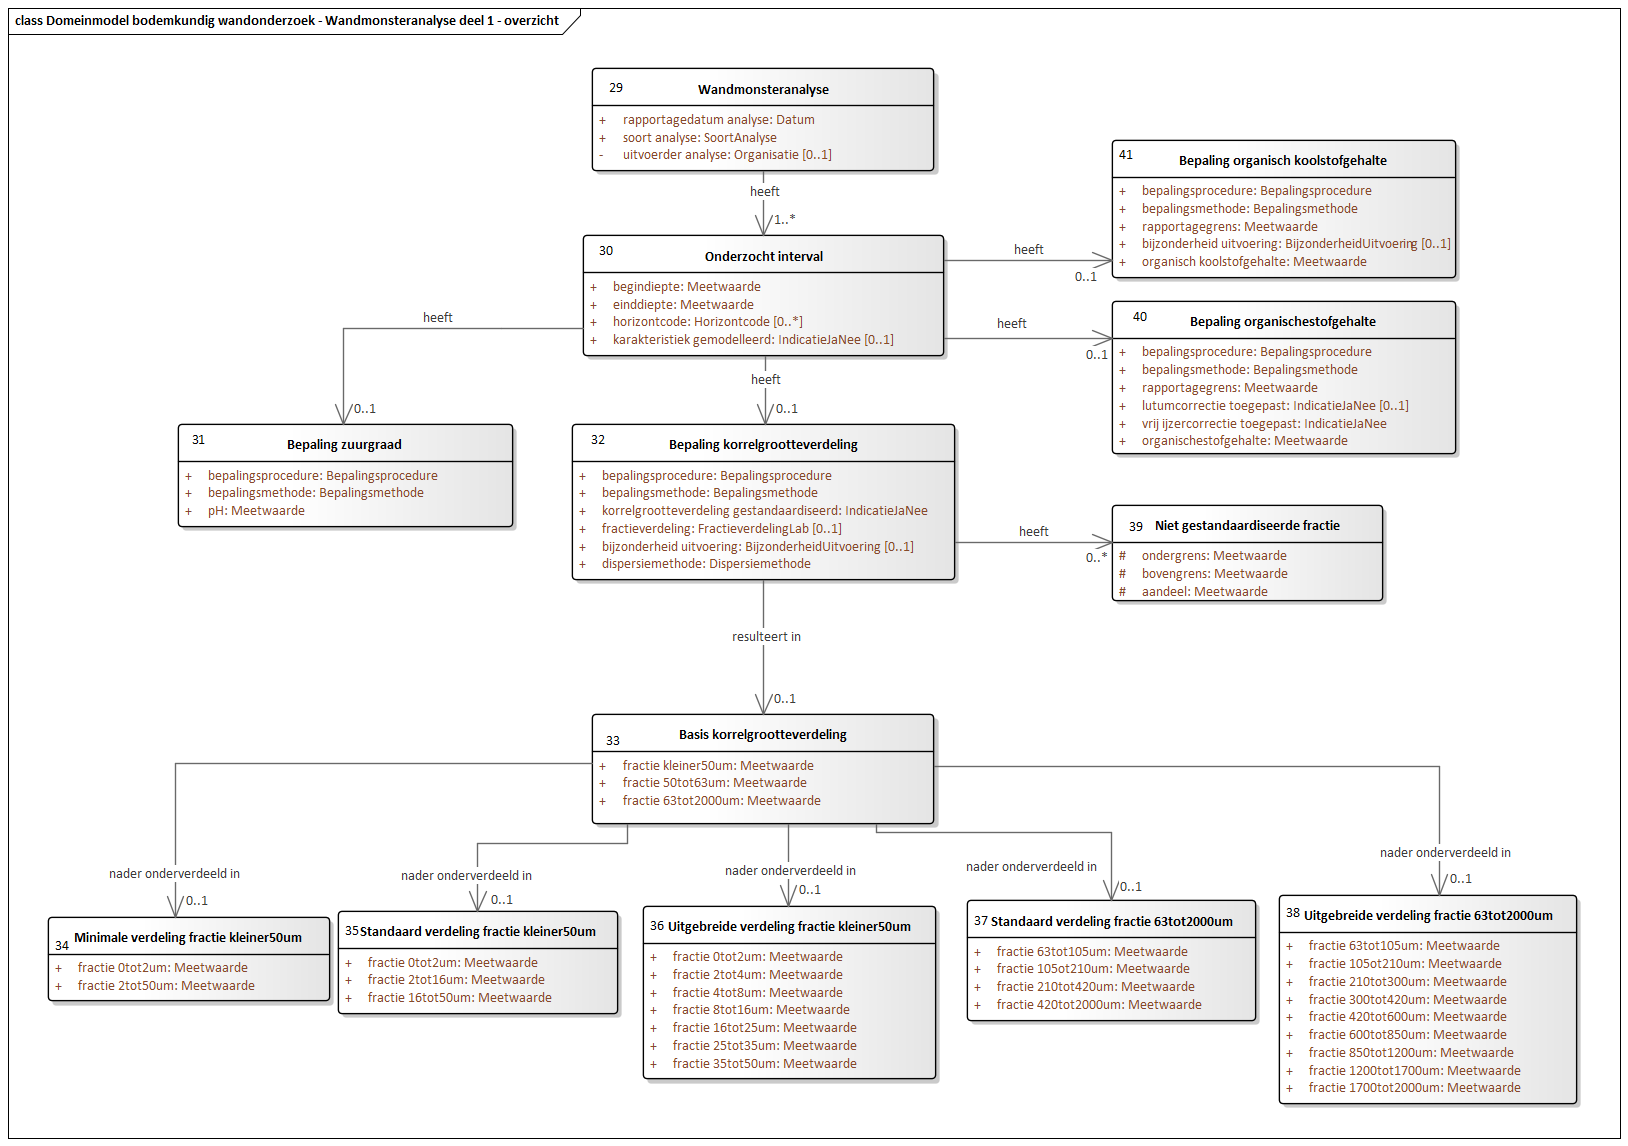 class Domeinmodel bodemkundig wandonderzoek - Wandmonsteranalyse deel 1 - overzicht
29 Wandmonsteranalyse
+ rapportagedatum analyse: Datum
+ soort analyse: SoortAnalyse
- uitvoerder analyse: Organisatie [0..1]
heeft
1..*
30 Onderzocht interval
+ begindiepte: Meetwaarde
+ einddiepte: Meetwaarde
+ horizontcode: Horizontcode [0..*]
+ karakteristiek gemodelleerd: IndicatieJaNee [0..1]
heeft
0..1
41 Bepaling organisch koolstofgehalte
+ bepalingsprocedure: Bepalingsprocedure
+ bepalingsmethode: Bepalingsmethode
+ rapportagegrens: Meetwaarde
+ bijzonderheid uitvoering: BijzonderheidUitvoering [0..1]
+ organisch koolstofgehalte: Meetwaarde
heeft
0..1
40 Bepaling organischestofgehalte
+ bepalingsprocedure: Bepalingsprocedure
+ bepalingsmethode: Bepalingsmethode
+ rapportagegrens: Meetwaarde
+ lutumcorrectie toegepast: IndicatieJaNee [0..1]
+ vrij ijzercorrectie toegepast: IndicatieJaNee
+ organischestofgehalte: Meetwaarde
heeft
0..1
31 Bepaling zuurgraad
+ bepalingsprocedure: Bepalingsprocedure
+ bepalingsmethode: Bepalingsmethode
+ pH: Meetwaarde
heeft
0..1
32 Bepaling korrelgrootteverdeling
+ bepalingsprocedure: Bepalingsprocedure
+ bepalingsmethode: Bepalingsmethode
+ korrelgrootteverdeling gestandaardiseerd: IndicatieJaNee
+ fractieverdeling: FractieverdelingLab [0..1]
+ bijzonderheid uitvoering: BijzonderheidUitvoering [0..1]
+ dispersiemethode: Dispersiemethode
heeft
0..*
39 Niet gestandaardiseerde fractie
# ondergrens: Meetwaarde
# bovengrens: Meetwaarde
# aandeel: Meetwaarde
resulteert in
0..1
33 Basis korrelgrootteverdeling
+ fractie kleiner50um: Meetwaarde
+ fractie 50tot63um: Meetwaarde
+ fractie 63tot2000um: Meetwaarde
nader onderverdeeld in
0..1
34 Minimale verdeling fractie kleiner50um
+ fractie 0tot2um: Meetwaarde
+ fractie 2tot50um: Meetwaarde
nader onderverdeeld in
0..1
35 Standaard verdeling fractie kleiner50um
+ fractie 0tot2um: Meetwaarde
+ fractie 2tot16um: Meetwaarde
+ fractie 16tot50um: Meetwaarde
nader onderverdeeld in
0..1
36 Uitgebreide verdeling fractie kleiner50um
+ fractie 0tot2um: Meetwaarde
+ fractie 2tot4um: Meetwaarde
+ fractie 4tot8um: Meetwaarde
+ fractie 8tot16um: Meetwaarde
+ fractie 16tot25um: Meetwaarde
+ fractie 25tot35um: Meetwaarde
+ fractie 35tot50um: Meetwaarde
nader onderverdeeld in
0..1
37 Standaard verdeling fractie 63tot2000um
+ fractie 63tot105um: Meetwaarde
+ fractie 105ot210um: Meetwaarde
+ fractie 210tot420um: Meetwaarde
+ fractie 420tot2000um: Meetwaarde
nader onderverdeeld in
0..1
38 Uitgebreide verdeling fractie 63tot2000um
+ fractie 63tot105um: Meetwaarde
+ fractie 105ot210um: Meetwaarde
+ fractie 210tot300um: Meetwaarde
+ fractie 300tot420um: Meetwaarde
+ fractie 420tot600um: Meetwaarde
+ fractie 600tot850um: Meetwaarde
+ fractie 850tot1200um: Meetwaarde
+ fractie 1200tot1700um: Meetwaarde
+ fractie 1700tot2000um: Meetwaarde